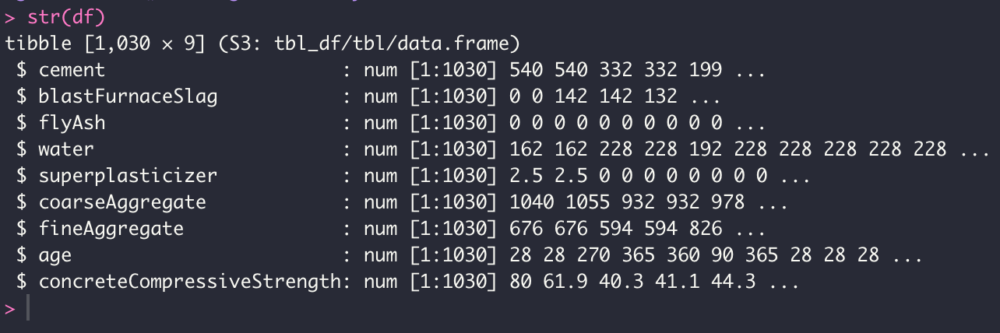 > str(df)
tibble [1,030 × 9] (S3: tbl_df/tbl/data.frame)
 $ cement                     : num [1:1030] 540 540 332 332 199 ...
 $ blastFurnaceSlag           : num [1:1030] 0 0 142 142 132 ...
 $ flyAsh                     : num [1:1030] 0 0 0 0 0 0 0 0 0 0 ...
 $ water                      : num [1:1030] 162 162 228 228 192 228 228 228 228 228 ...
 $ superplasticizer           : num [1:1030] 2.5 2.5 0 0 0 0 0 0 0 0 ...
 $ coarseAggregate            : num [1:1030] 1040 1055 932 932 978 ...
 $ fineAggregate              : num [1:1030] 676 676 594 594 826 ...
 $ age                        : num [1:1030] 28 28 270 365 360 90 365 28 28 28 ...
 $ concreteCompressiveStrength: num [1:1030] 80 61.9 40.3 41.1 44.3 ...
>